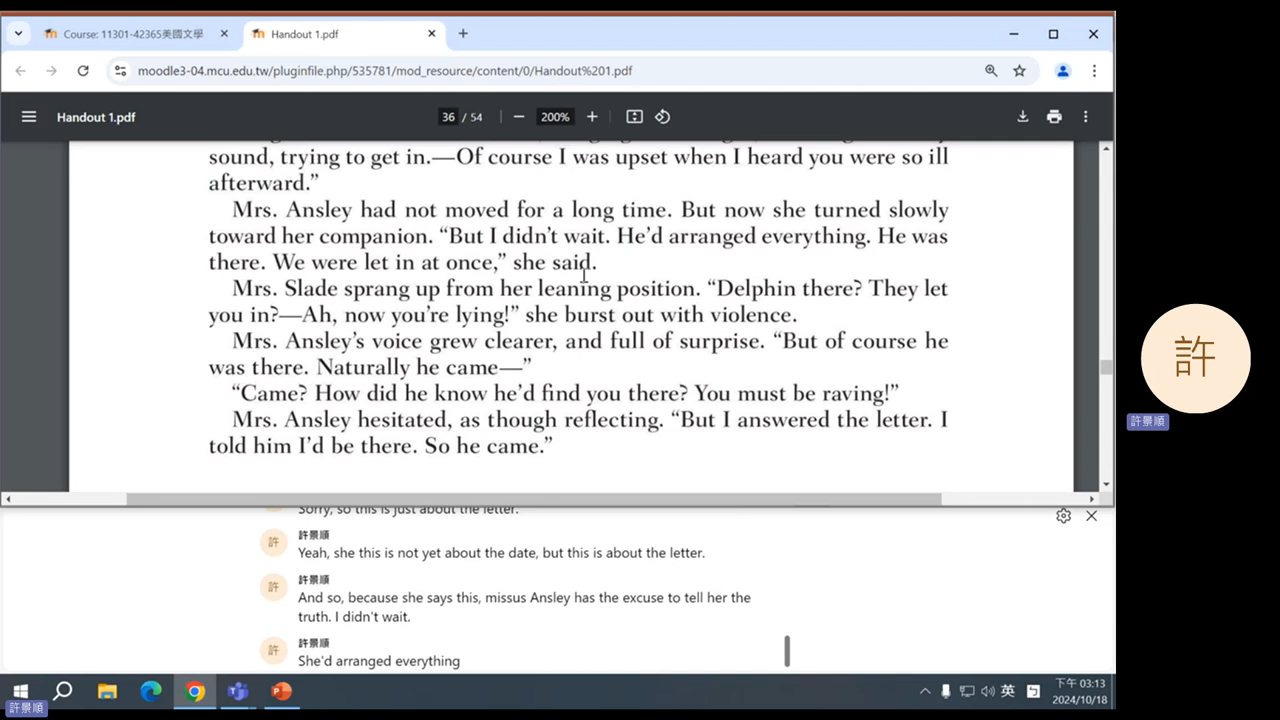 Course: 11301-42365美國文學
Handout 1.pdf
moodle3-04.mcu.edu.tw/pluginfile.php/535781/mod_resource/content/0/Handout%201.pdf
Handout 1.pdf
36 / 54
200%
sound, trying to get in.—Of course I was upset when I heard you were so ill
afterward.”
Mrs. Ansley had not moved for a long time. But now she turned slowly
toward her companion. “But I didn’t wait. He’d arranged everything. He was
there. We were let in at once,” she said.
Mrs. Slade sprang up from her leaning position. “Delphin there? They let
you in?—Ah, now you’re lying!” she burst out with violence.
Mrs. Ansley’s voice grew clearer, and full of surprise. “But of course he
was there. Naturally he came—”
“Came? How did he know he’d find you there? You must be raving!”
Mrs. Ansley hesitated, as though reflecting. “But I answered the letter. I
told him I’d be there. So he came.”
許
許景順
Sorry, so this is just about the letter.
許景順
許
Yeah, she this is not yet about the date, but this is about the letter.
許景順
許
And so, because she says this, missus Ansley has the excuse to tell her the
truth. I didn't wait.
許景順
許
She'd arranged everything
英
下午 03:13
2024/10/18
許景順